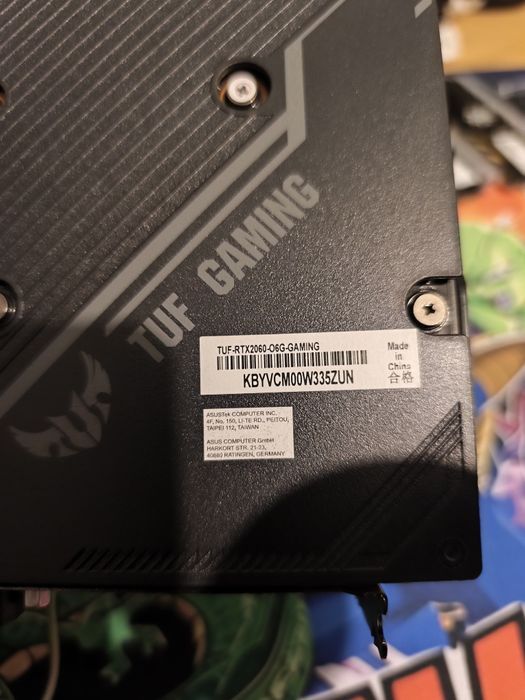 TUF GAMING
TUF-RTX2060-O6G-GAMING
KBYVCM00W335ZUN
Made
in
China
合格
ASUSTeK COMPUTER INC.
4F, No. 150, LI-TE RD., PEITOU,
TAIPEI 112, TAIWAN
ASUS COMPUTER GmbH
HARKORT STR. 21-23,
40880 RATINGEN, GERMANY
TUF